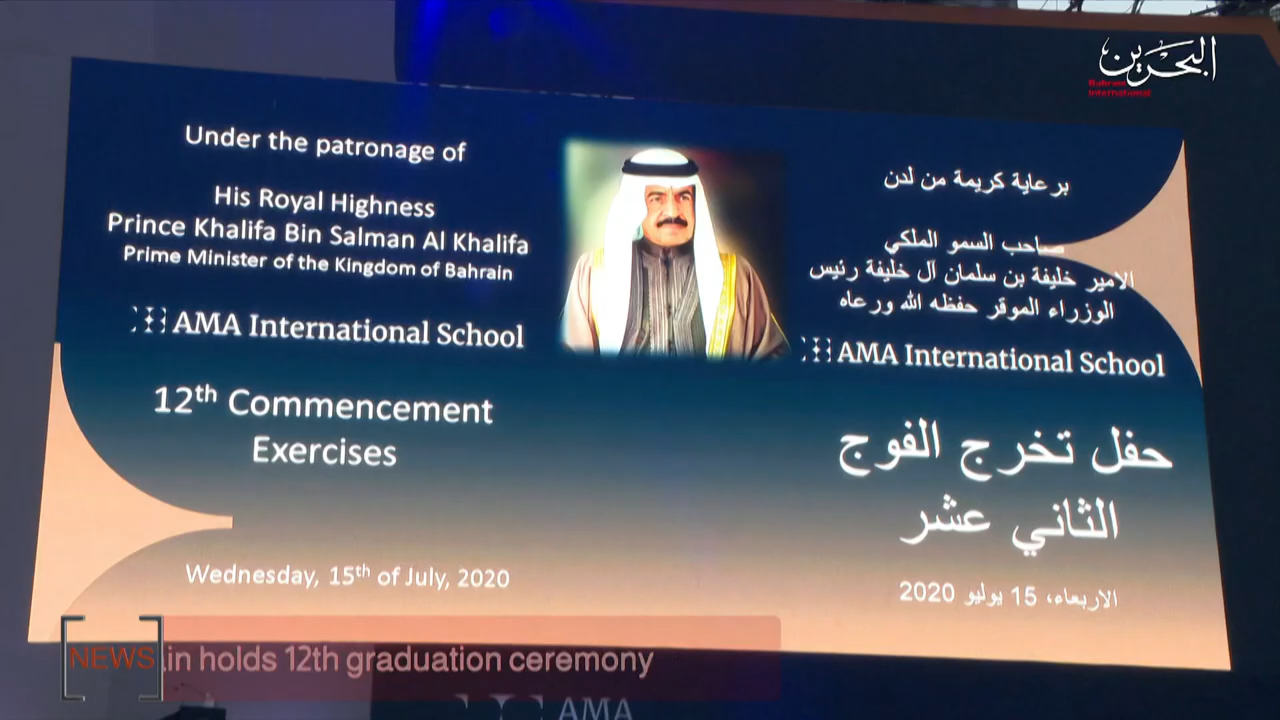 البحرين
Bahrain
International
Under the patronage of
His Royal Highness
Prince Khalifa Bin Salman Al Khalifa
Prime Minister of the Kingdom of Bahrain
AMA International School
12th Commencement
Exercises
Wednesday, 15th of July, 2020
برعاية كريمة من لدن
صاحب السمو الملكي
الامير خليفة بن سلمان آل خليفة رئيس
الوزراء الموقر حفظه الله ورعاه
AMA International School
حفل تخرج الفوج
الثاني عشر
الاربعاء، 15 يوليو 2020
NEWS
in holds 12th graduation ceremony
AMA